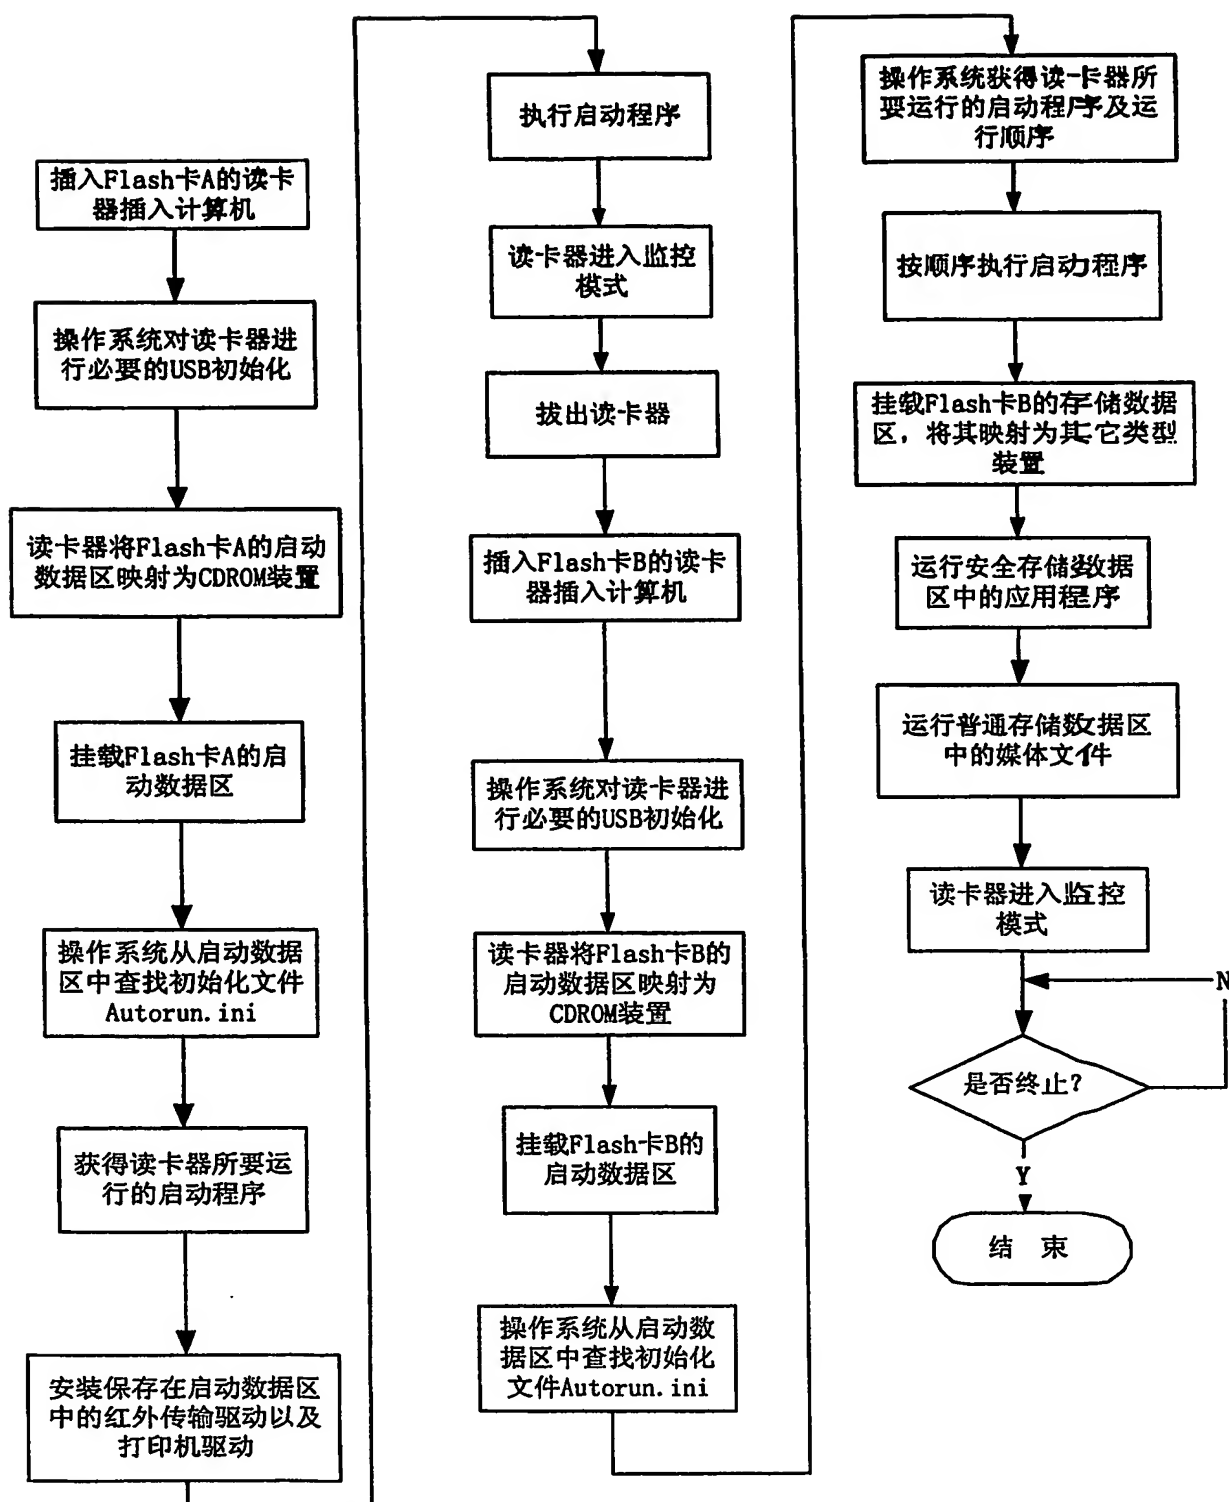 插入Flash卡A的读卡
器插入计算机
操作系统对读卡器进
行必要的USB初始化
读卡器将Flash卡A的启动
数据区映射为CDROM装置
挂载Flash卡A的启
动数据区
操作系统从启动数据
区中查找初始化文件
Autorun.ini
获得读卡器所要运
行的启动程序
安装保存在启动数据区
中的红外传输驱动以及
打印机驱动
执行启动程序
读卡器进入监控
模式
拔出读卡器
插入Flash卡B的读卡
器插入计算机
操作系统对读卡器进
行必要的USB初始化
读卡器将Flash卡B的
启动数据区映射为
CDROM装置
挂载Flash卡B的
启动数据区
操作系统从启动数
据区中查找初始化
文件Autorun.ini
操作系统获得读卡器所
要运行的启动程序及运
行顺序
按顺序执行启动程序
挂载Flash卡B的存储数据
区，将其映射为其它类型
装置
运行安全存储数据
区中的应用程序
运行普通存储数据区
中的媒体文件
读卡器进入监控
模式
N
是否终止?
Y
结 束